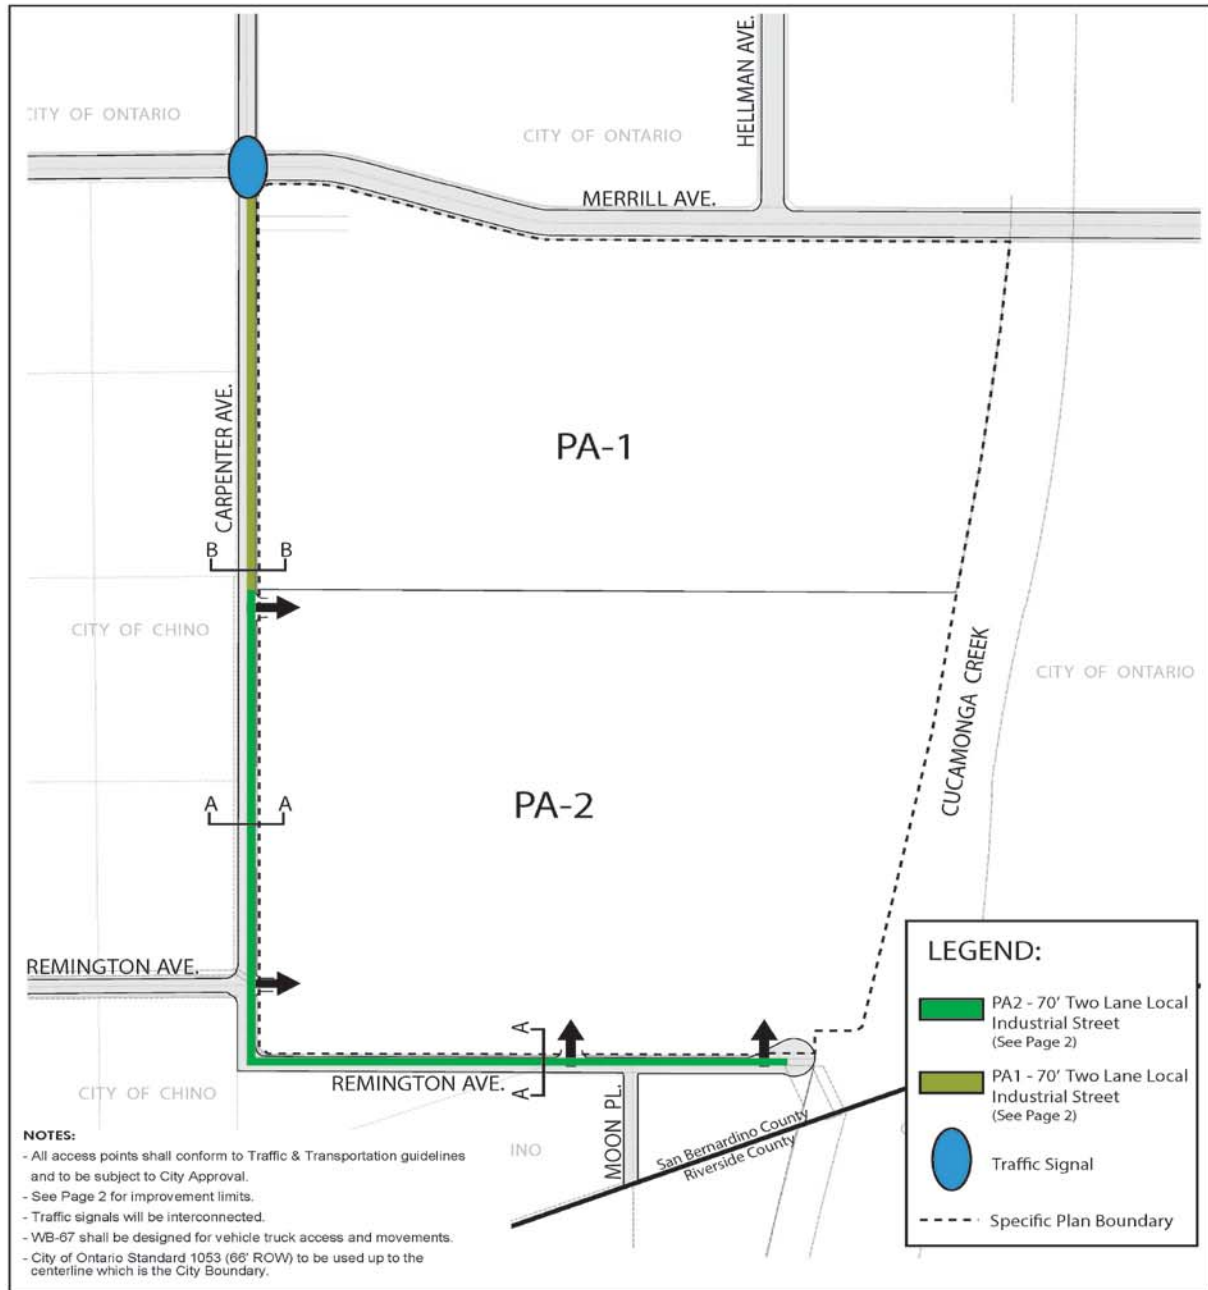 HELLMAN AVE.
CITY OF ONTARIO
CITY OF ONTARIO
MERRILL AVE.
CARPENTER AVE.
PA-1
B B
CITY OF CHINO
CITY OF ONTARIO
CUCAMONGA CREEK
A A
PA-2
REMINGTON AVE.
A
A
REMINGTON AVE.
CITY OF CHINO
MOON PL.
INO
San Bernardino County
Riverside County
LEGEND:
PA2 - 70' Two Lane Local
Industrial Street
(See Page 2)
PA1 - 70' Two Lane Local
Industrial Street
(See Page 2)
Traffic Signal
Specific Plan Boundary
NOTES:
- All access points shall conform to Traffic & Transportation guidelines
and to be subject to City Approval.
- See Page 2 for improvement limits.
- Traffic signals will be interconnected.
- WB-67 shall be designed for vehicle truck access and movements.
- City of Ontario Standard 1053 (66' ROW) to be used up to the
centerline which is the City Boundary.